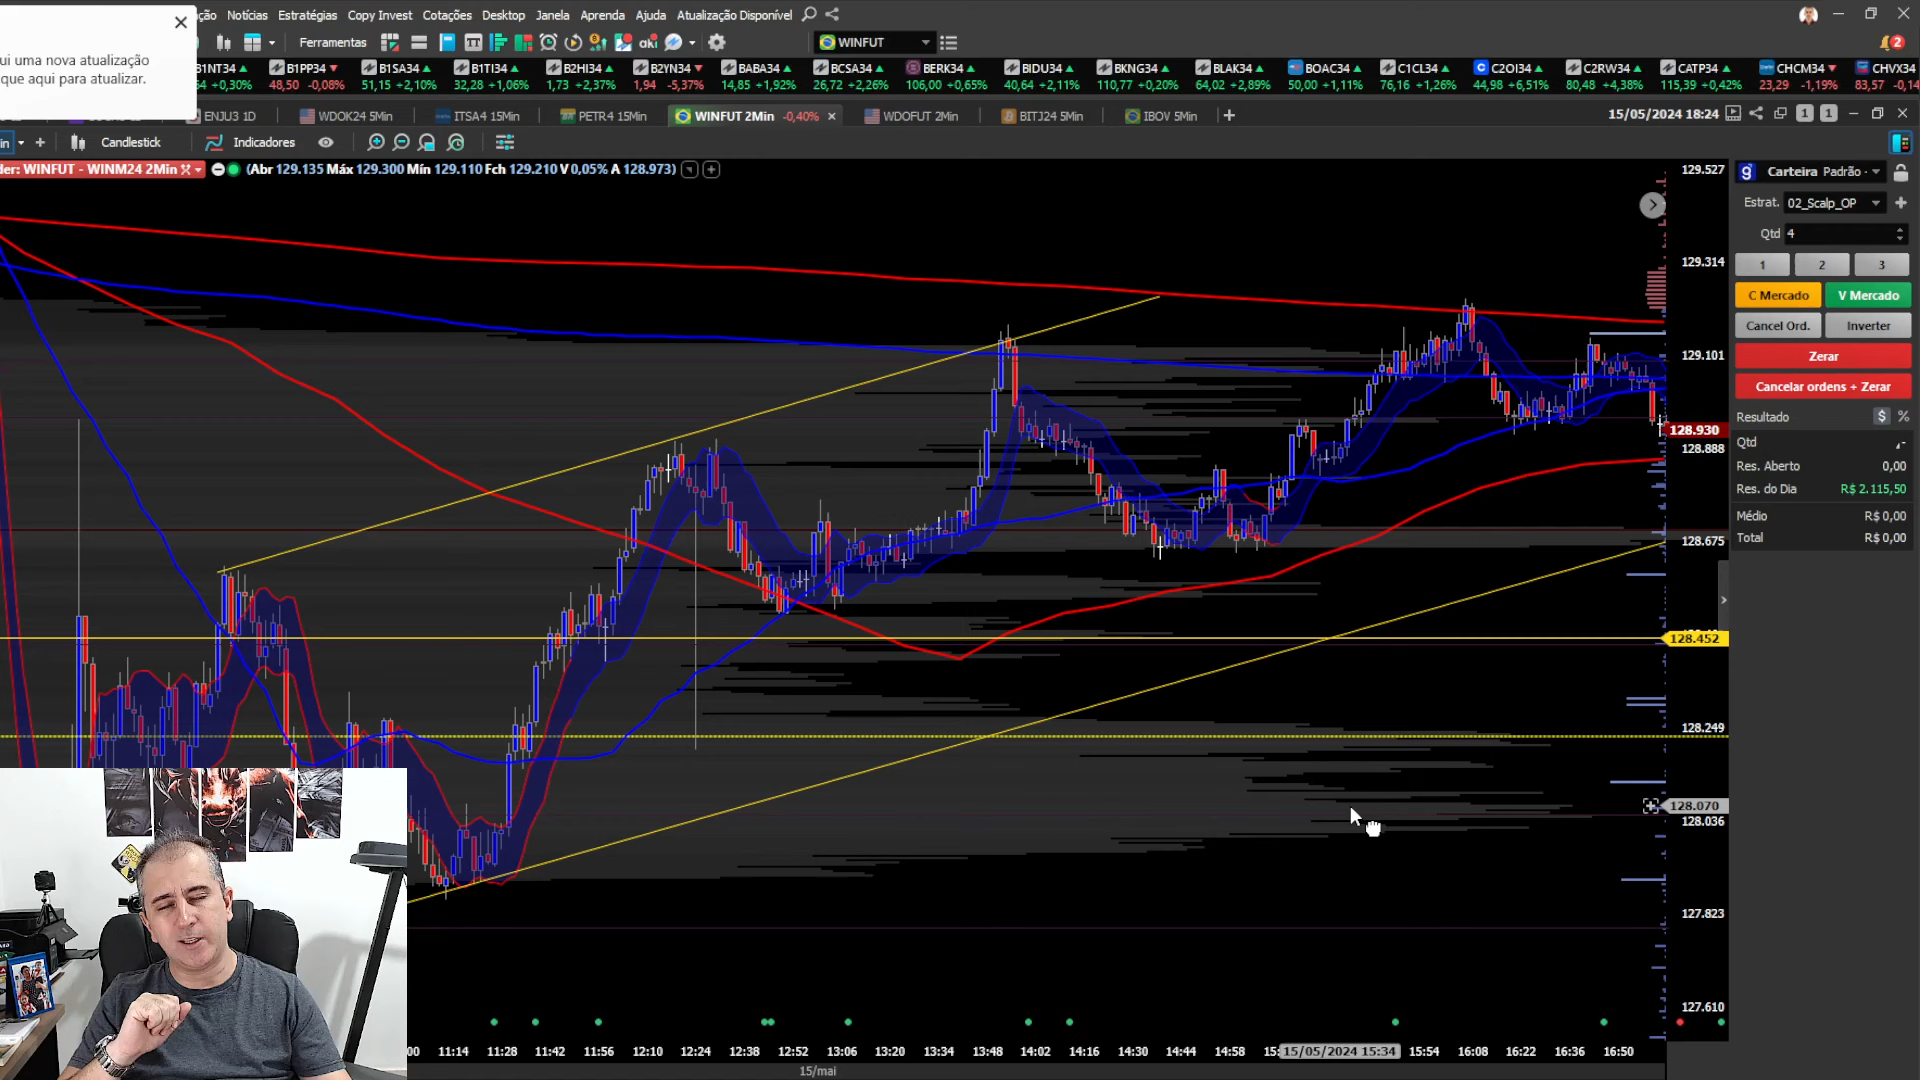 ção Notícias Estratégias Copy Invest Cotações Desktop Janela Aprenda Ajuda Atualização Disponível
ui uma nova atualização
que aqui para atualizar.
Ferramentas
WINFUT
2
B1NT34 B1PP34 B1SA34 B1TI34 B2HI34 B2YN34 BABA34 BCSA34 BERK34 BIDU34 BKNG34 BLAK34 BOAC34 C1CL34 C2OI34 C2RW34 CATP34 CHCM34 CHVX34
+0,30% 48,50 -0,08% 51,15 +2,10% 32,28 +1,06% 1,73 +2,37% 1,94 -5,37% 14,85 +1,92% 26,72 +2,26% 106,00 +0,65% 40,64 +2,11% 110,77 +0,20% 64,02 +2,89% 50,00 +1,11% 76,16 +1,26% 44,98 +6,51% 80,48 +4,38% 115,39 +0,42% 23,29 -1,19% 83,57 -0,14
ENJU3 1D WDOK24 5Min ITSA4 15Min PETR4 15Min WINFUT 2Min -0,40% WDOFUT 2Min BITJ24 5Min IBOV 5Min
15/05/2024 18:24 1 1
in Candlestick Indicadores
der: WINFUT - WINM24 2Min (Abr 129.135 Máx 129.300 Mín 129.110 Fch 129.210 V 0,05% A 128.973)
129.527
129.314
129.101
128.930
128.888
128.675
128.452
128.249
128.070
128.036
127.823
127.610
Carteira Padrão -
Estrat. 02_Scalp_OP
Qtd 4
1 2 3
C Mercado V Mercado
Cancel Ord. Inverter
Zerar
Cancelar ordens + Zerar
Resultado $ %
Qtd -
Res. Aberto 0,00
Res. do Dia R$ 2.115,50
Médio R$ 0,00
Total R$ 0,00
00 11:14 11:28 11:42 11:56 12:10 12:24 12:38 12:52 13:06 13:20 13:34 13:48 14:02 14:16 14:30 14:44 14:58 15: 15/05/2024 15:34 15:54 16:08 16:22 16:36 16:50
15/mai